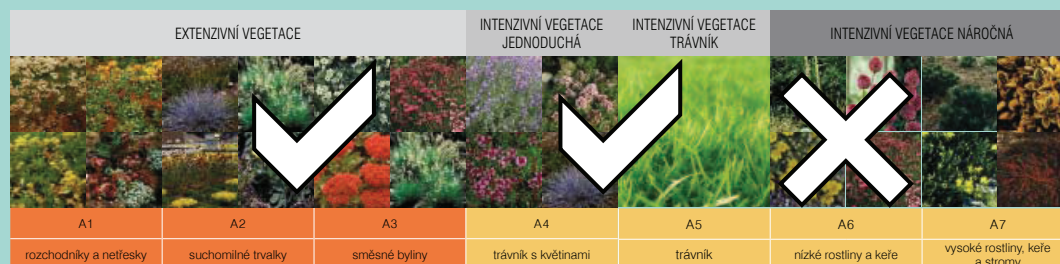 EXTENZIVNÍ VEGETACE
INTENZIVNÍ VEGETACE
JEDNODUCHÁ
INTENZIVNÍ VEGETACE
TRÁVNÍK
INTENZIVNÍ VEGETACE NÁROČNÁ
A1
A2
A3
A4
A5
A6
A7
rozchodníky a netřesky
suchomilné trvalky
směsné byliny
trávník s květinami
trávník
nízké rostliny a keře
vysoké rostliny, keře
a stromy